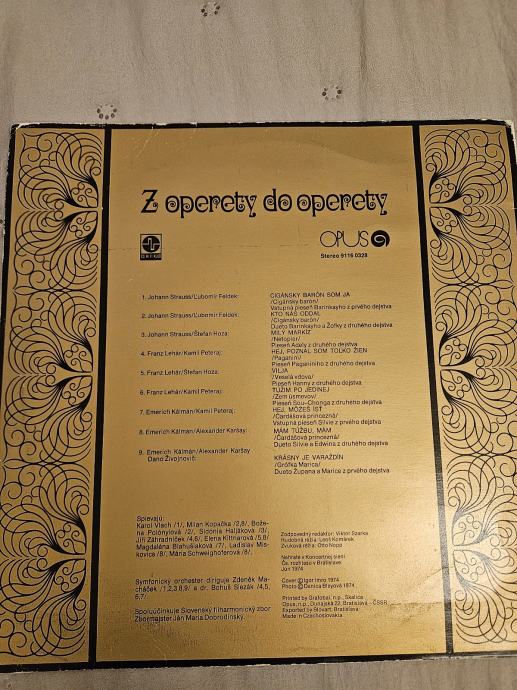 Z operety do operety
OPUS
Stereo 9116 0328
1. Johann Strauss/Ľubomír Feldek:
CIGÁNSKY BARÓN SOM JA
/Cigánsky barón/
Vstupná pieseň Barinkayho z prvého dejstva
2. Johann Strauss/Ľubomír Feldek:
KTO NÁS ODDAL
/Cigánsky barón/
Dueto Barinkayho a Žofky z druhého dejstva
3. Johann Strauss/Štefan Hoza:
MILÝ MARKÍZ
/Netopier/
Pieseň Adely z druhého dejstva
4. Franz Lehár/Kamil Peteraj:
HEJ, POZNAL SOM TOĽKO ŽIEN
/Paganini/
Pieseň Paganiniho z druhého dejstva
5. Franz Lehár/Štefan Hoza:
VILJA
/Veselá vdova/
Pieseň Hanny z druhého dejstva
6. Franz Lehár/Kamil Peteraj:
TÚŽIM PO JEDINEJ
/Zem úsmevov/
Pieseň Sou-Chonga z druhého dejstva
7. Emerich Kálmán/Kamil Peteraj:
HEJ, MÔŽEŠ ÍSŤ
/Čardášová princezná/
Vstupná pieseň Silvie z prvého dejstva
8. Emerich Kálmán/Alexander Karšay:
MÁM TÚŽBU, MÁM
/Čardášová princezná/
Dueto Silvie a Edwina z druhého dejstva
9. Emerich Kálmán/Alexander Karšay
Dano Živojnovič:
KRÁSNY JE VARAŽDÍN
/Grófka Marica/
Dueto Župana a Marice z prvého dejstva
Spievajú:
Karol Vlach /1/, Milan Kopačka /2,8/, Bože-
na Polónyiová /2/, Sidónia Haljáková /3/,
Jiří Zahradníček /4,6/, Elena Kittnarová /5,8/
Magdaléna Blahušiaková /7/, Ladislav Mis-
kovič /9/, Mária Schweighoferová /9/,
Symfonický orchester diriguje Zdeněk Ma-
cháček /1,2,3,8,9/ a dr. Bohuš Slezák /4,5,
6,7/.
Spoluúčinkuje Slovenský filharmonický zbor
Zbormajster Ján Mária Dobrodinský.
Zodpovedný redaktor: Viktor Szarka
Hudobná réžia: Leoš Komárek
Zvuková réžia: Otto Nopp
Nahraté v Koncertnej sieni
Čs. rozhlasu v Bratislave
Jún 1974
Cover © Igor Imro 1974
Photo © Danica Blayová 1974
Printed by Grafobal, n.p., Skalica
Opus, n.p., Dunajská 22, Bratislava - ČSSR
Exported by Slovart, Bratislava
Made in Czechoslovakia